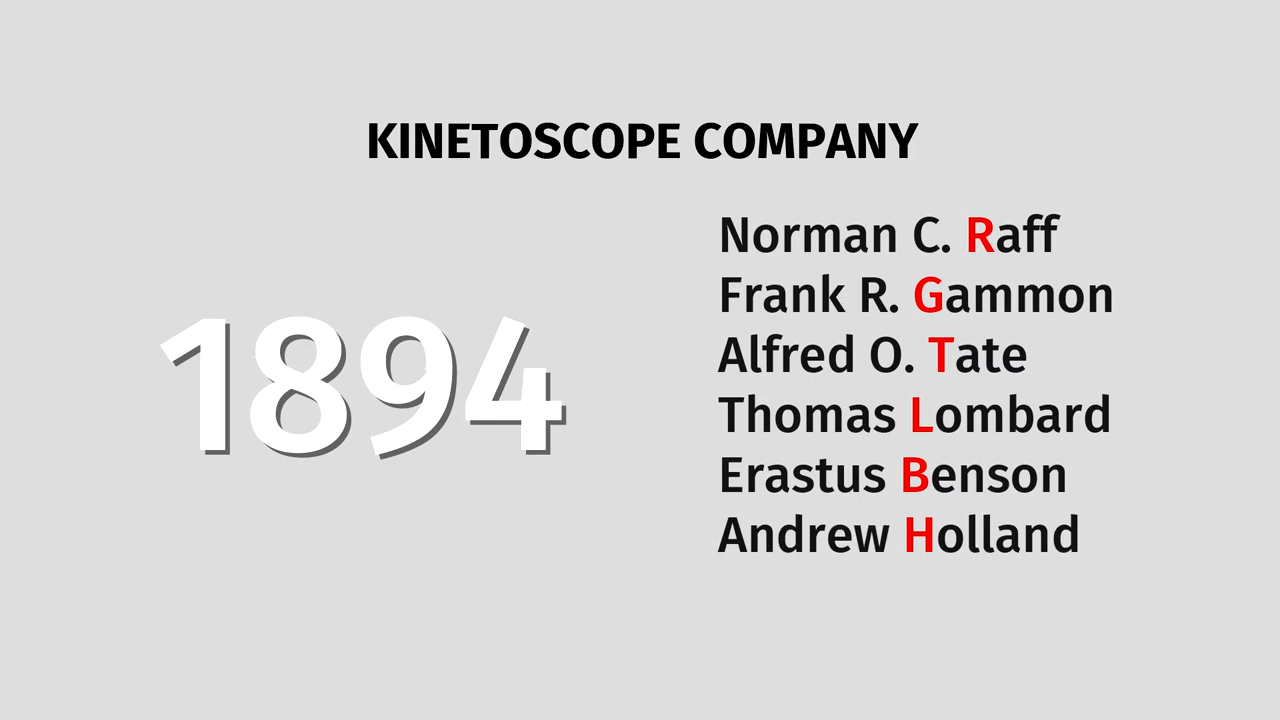 KINETOSCOPE COMPANY
1894
Norman C. Raff
Frank R. Gammon
Alfred O. Tate
Thomas Lombard
Erastus Benson
Andrew Holland